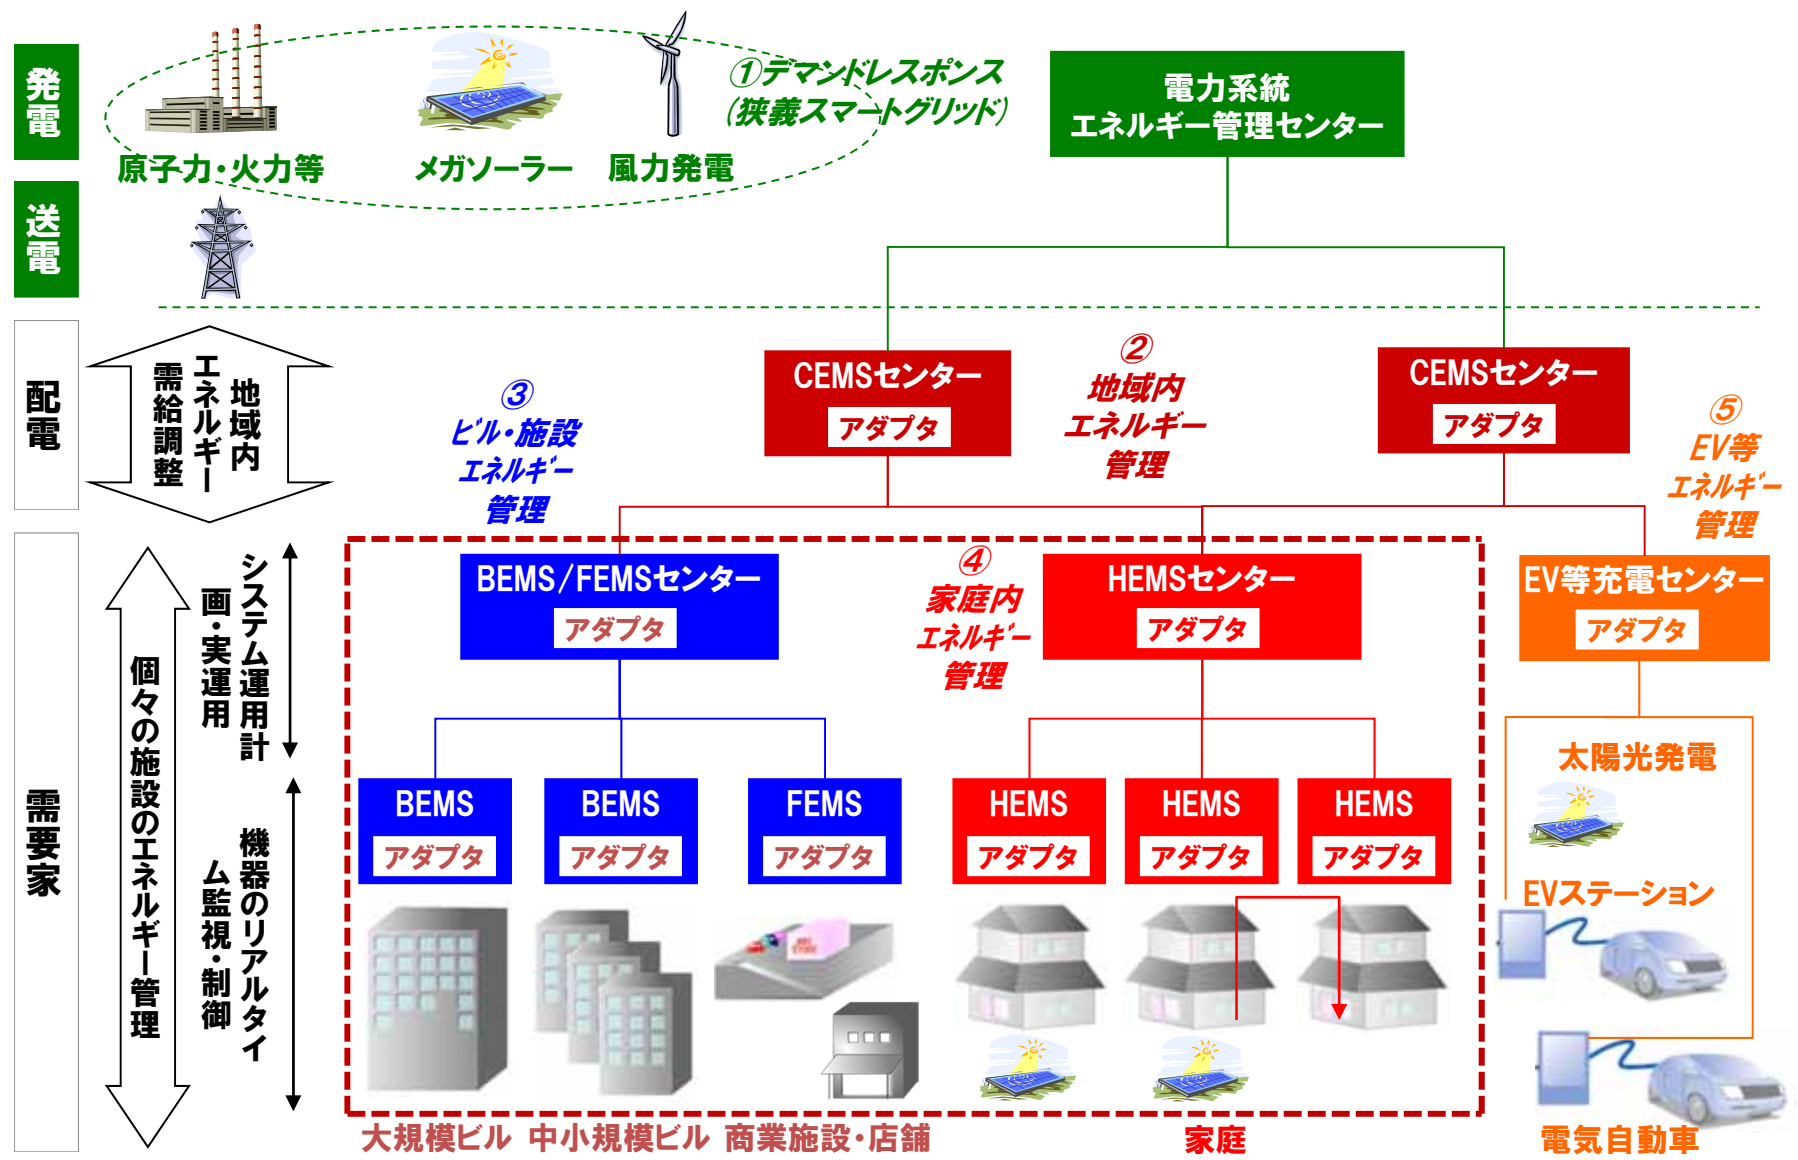 発電
①デマンドレスポンス
(狭義スマートグリッド)
電力系統
エネルギー管理センター
原子力・火力等
メガソーラー
風力発電
送電
配電
地域内
エネルギー
需給調整
③
ビル・施設
エネルギー
管理
CEMSセンター
アダプタ
②
地域内
エネルギー
管理
CEMSセンター
アダプタ
⑤
EV等
エネルギー
管理
需要家
個々の施設のエネルギー管理
システム運用計
画・実運用
機器のリアルタイ
ム監視・制御
BEMS/FEMSセンター
アダプタ
④
家庭内
エネルギー
管理
HEMSセンター
アダプタ
EV等充電センター
アダプタ
BEMS
アダプタ
BEMS
アダプタ
FEMS
アダプタ
HEMS
アダプタ
HEMS
アダプタ
HEMS
アダプタ
太陽光発電
EVステーション
大規模ビル
中小規模ビル
商業施設・店舗
家庭
電気自動車